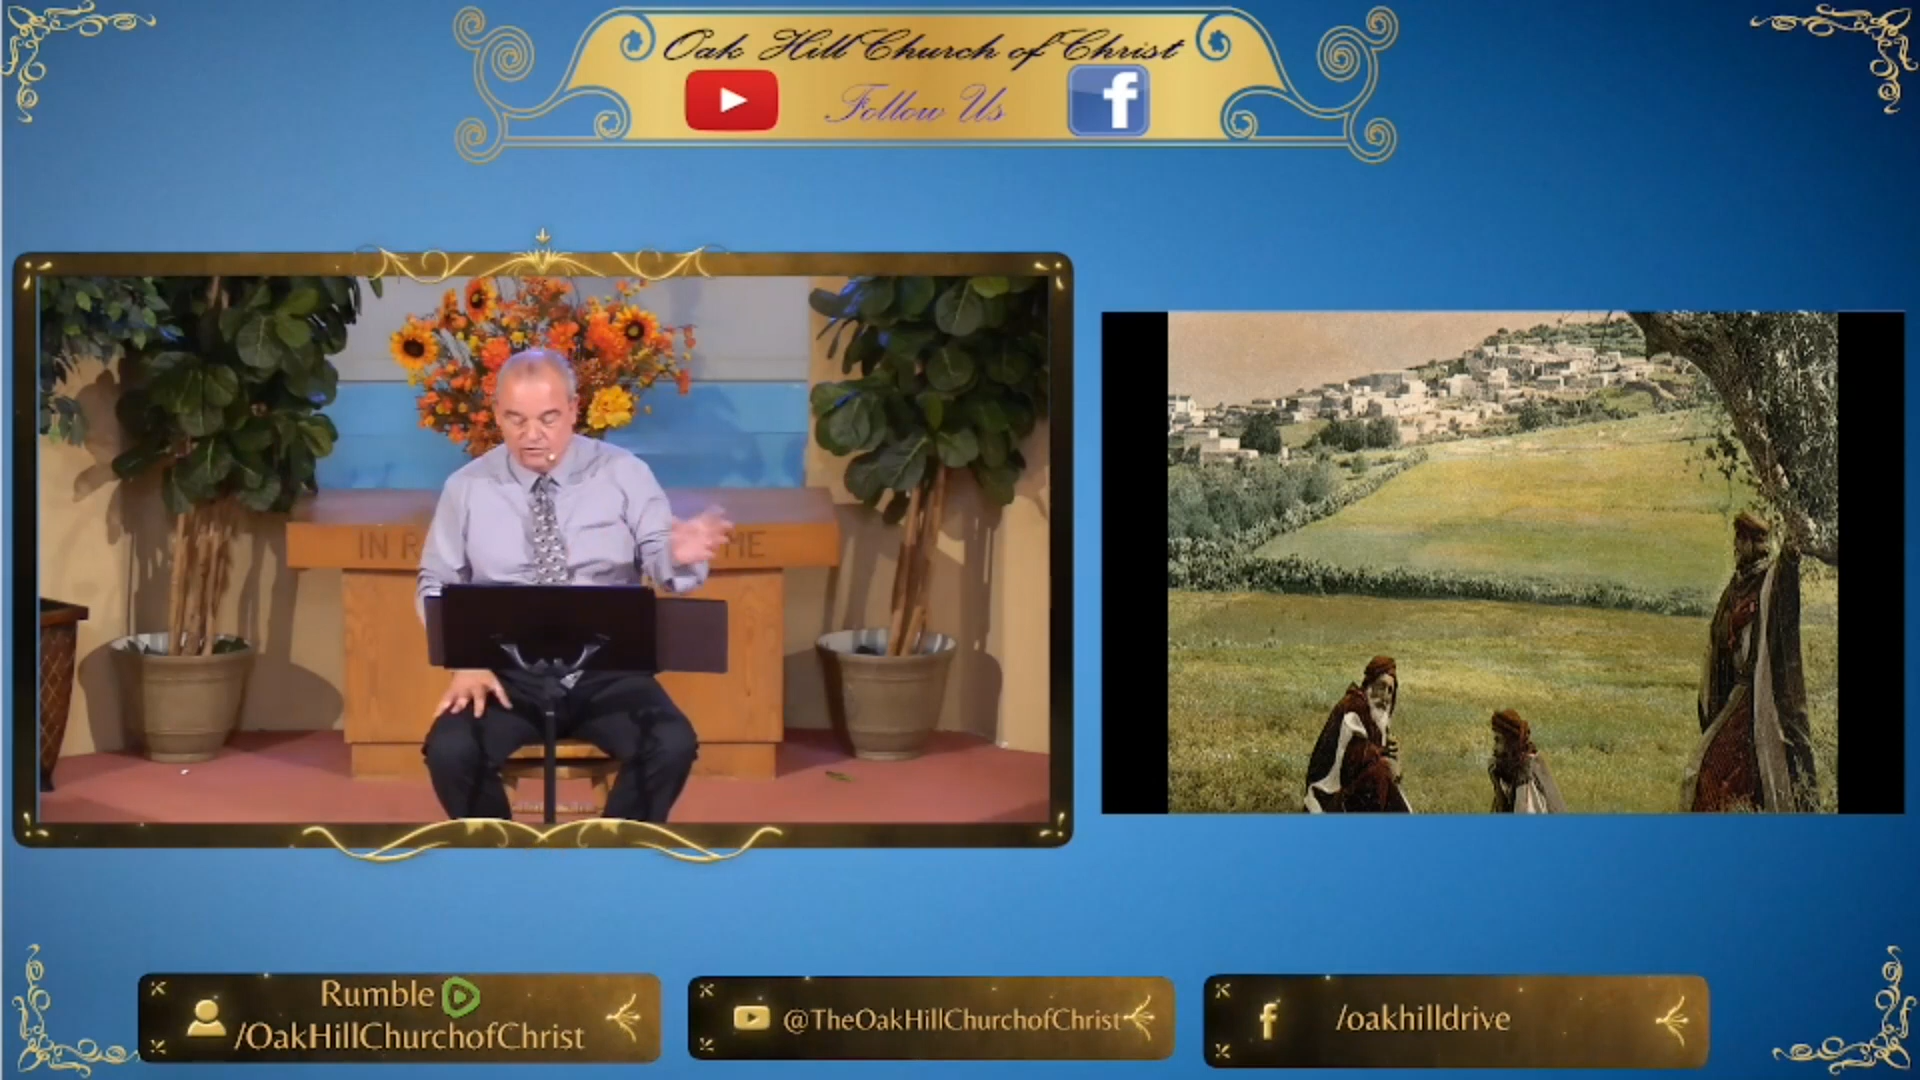 Oak Hill Church of Christ
Follow Us
f
IN R
ME
Rumble
/OakHillChurchofChrist
@TheOakHillChurchofChrist
f
/oakhilldrive